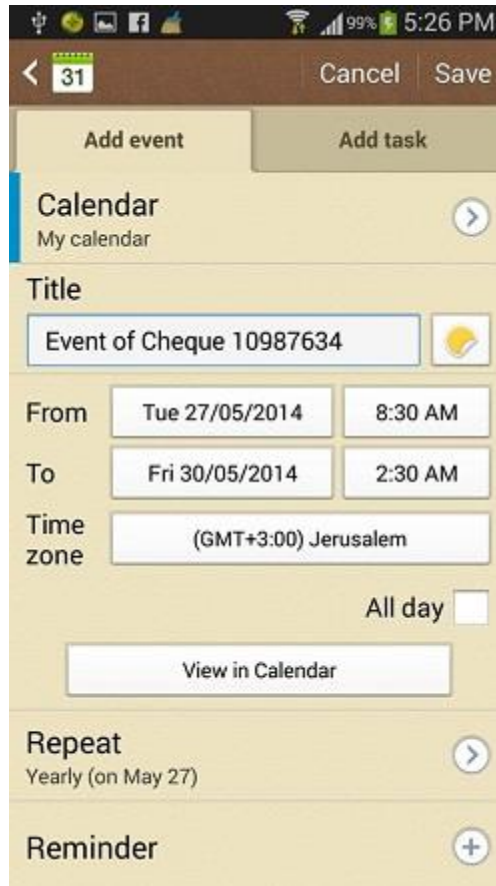 99% 5:26 PM
31 Cancel Save
Add event Add task
Calendar
My calendar
Title
Event of Cheque 10987634
From Tue 27/05/2014 8:30 AM
To Fri 30/05/2014 2:30 AM
Time zone (GMT+3:00) Jerusalem
All day
View in Calendar
Repeat
Yearly (on May 27)
Reminder